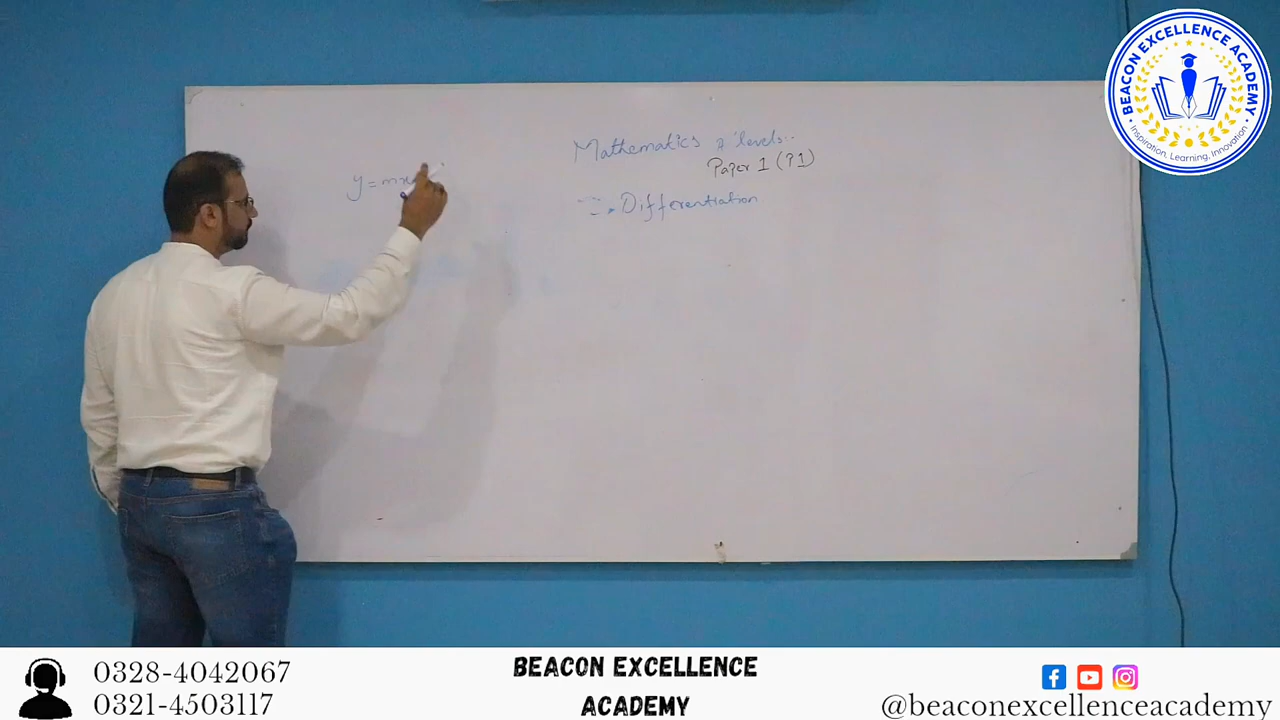 BEACON EXCELLENCE ACADEMY
Inspiration, Learning, Innovation
Mathematics levels..
Paper 1 (P1)
y=mx
Differentiation
0328-4042067
0321-4503117
BEACON EXCELLENCE
ACADEMY
@beaconexcellenceacademy